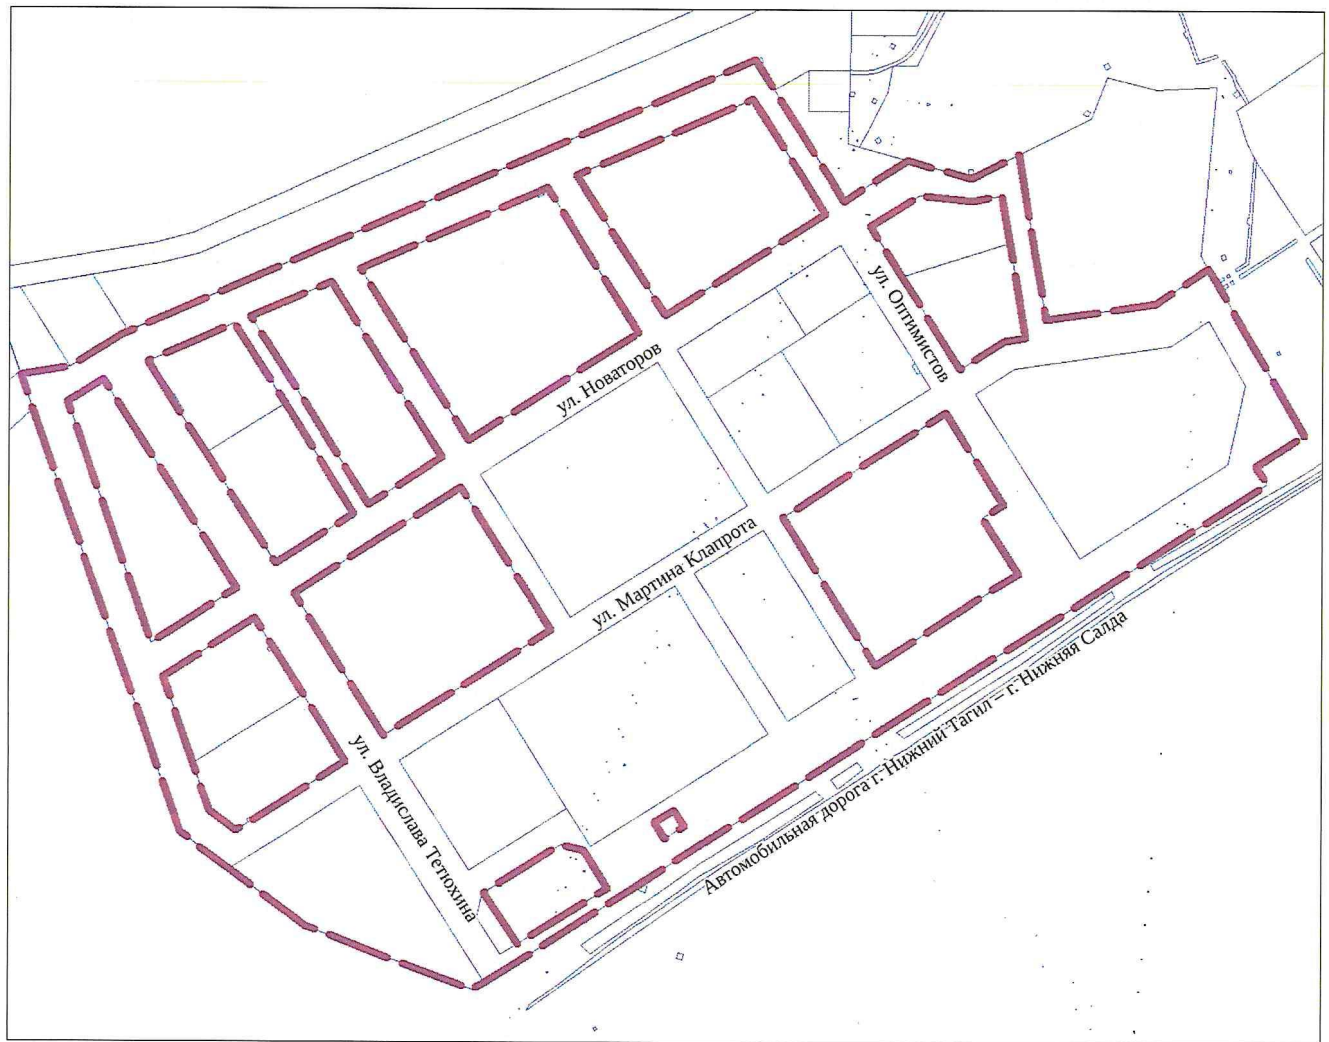 ул. Оптимистов
ул. Новаторов
ул. Мартина Клапрота
ул. Владислава Тетюхина
Автомобильная дорога г. Нижний Тагил – г. Нижняя Салда